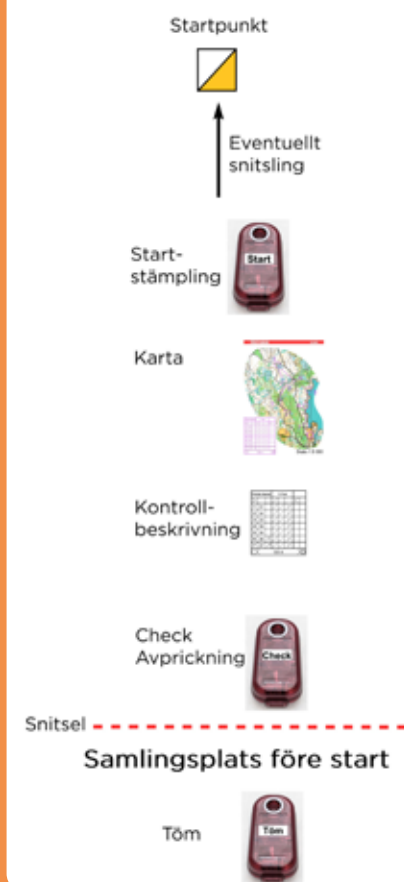 Startpunkt
Eventuellt
snitsling
Start-
stämpling
Start
Karta
Kontroll-
beskrivning
Check
Avprickning
Check
Snitsel
Samlingsplats före start
Töm
Töm